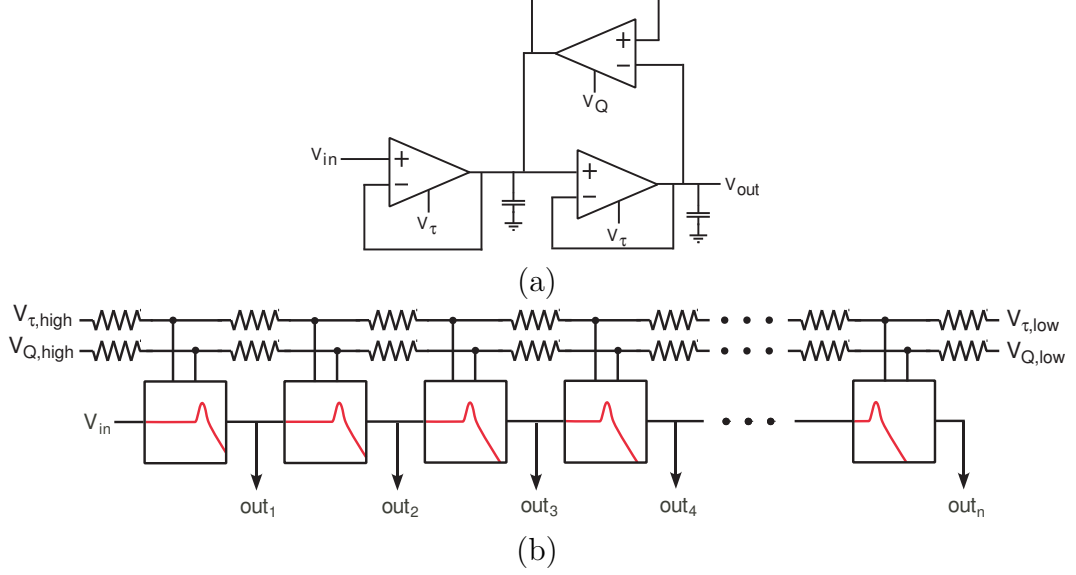 +
−
V_Q
V_in
+
−
V_τ
+
−
V_τ
V_out
(a)
V_τ,high
V_τ,low
V_Q,high
V_Q,low
V_in
out_1 out_2 out_3 out_4 out_n
(b)